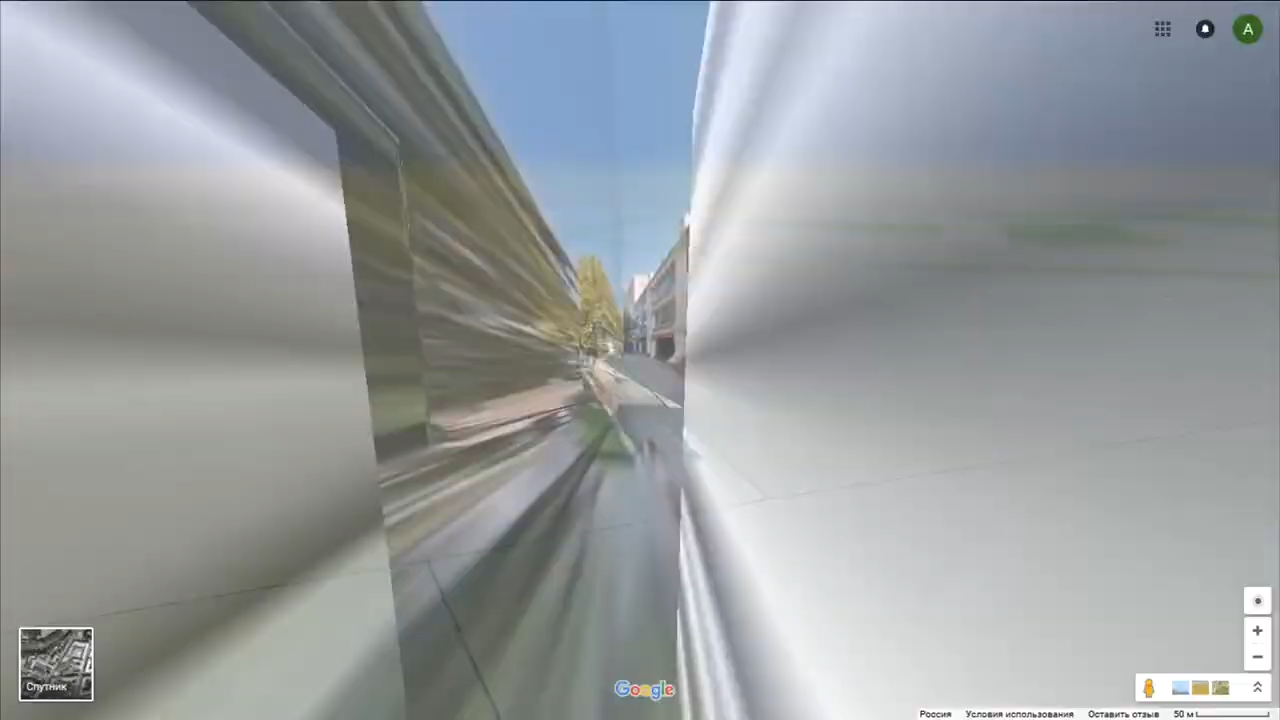 A
Спутник
Google
Россия Условия использования Оставить отзыв 50 м